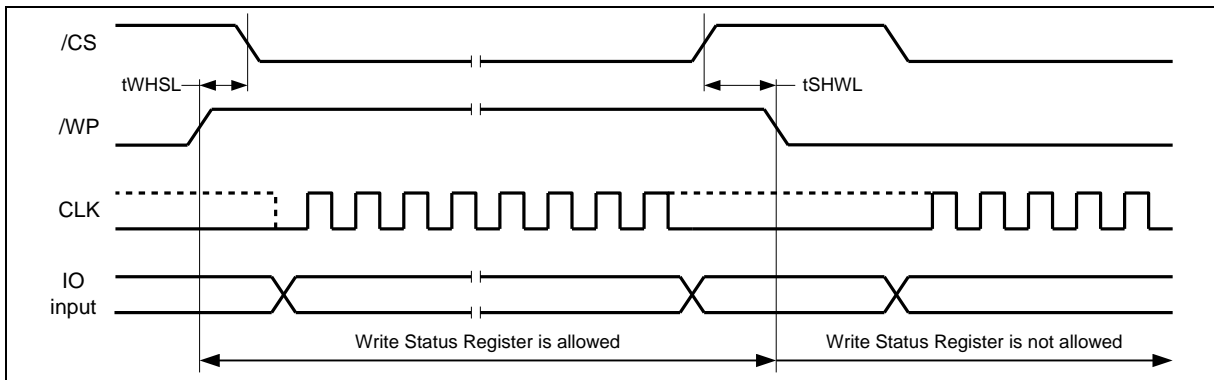 /CS
tWHSL
tSHWL
/WP
CLK
IO
input
Write Status Register is allowed
Write Status Register is not allowed